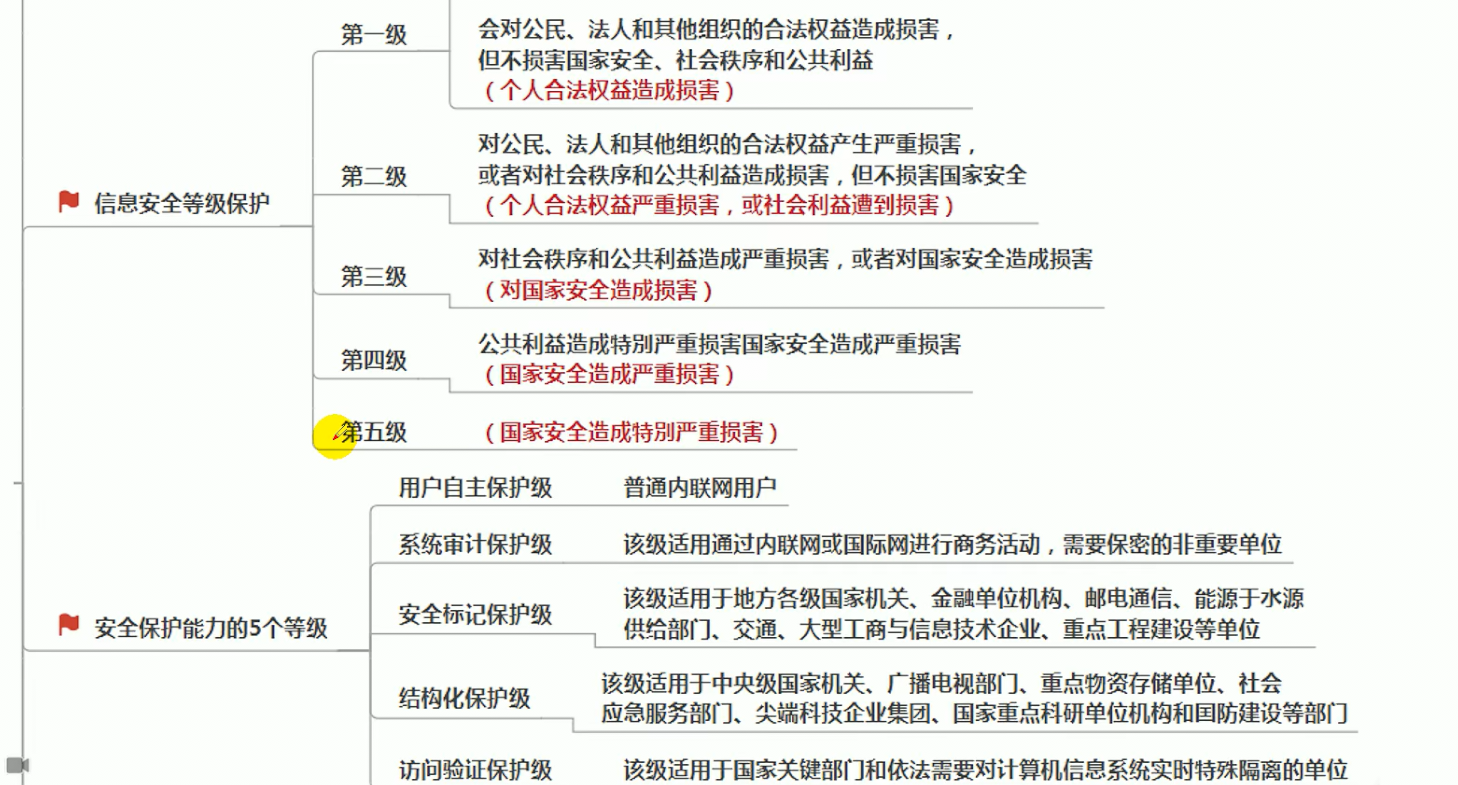 第一级
会对公民、法人和其他组织的合法权益造成损害，
但不损害国家安全、社会秩序和公共利益
（个人合法权益造成损害）
第二级
对公民、法人和其他组织的合法权益产生严重损害，
或者对社会秩序和公共利益造成损害，但不损害国家安全
（个人合法权益严重损害，或社会利益遭到损害）
信息安全等级保护
第三级
对社会秩序和公共利益造成严重损害，或者对国家安全造成损害
（对国家安全造成损害）
第四级
公共利益造成特别严重损害国家安全造成严重损害
（国家安全造成严重损害）
第五级
（国家安全造成特别严重损害）
用户自主保护级
普通内联网用户
系统审计保护级
该级适用通过内联网或国际网进行商务活动，需要保密的非重要单位
安全标记保护级
该级适用于地方各级国家机关、金融单位机构、邮电通信、能源于水源
供给部门、交通、大型工商与信息技术企业、重点工程建设等单位
安全保护能力的5个等级
结构化保护级
该级适用于中央级国家机关、广播电视部门、重点物资存储单位、社会
应急服务部门、尖端科技企业集团、国家重点科研单位机构和国防建设等部门
访问验证保护级
该级适用于国家关键部门和依法需要对计算机信息系统实时特殊隔离的单位